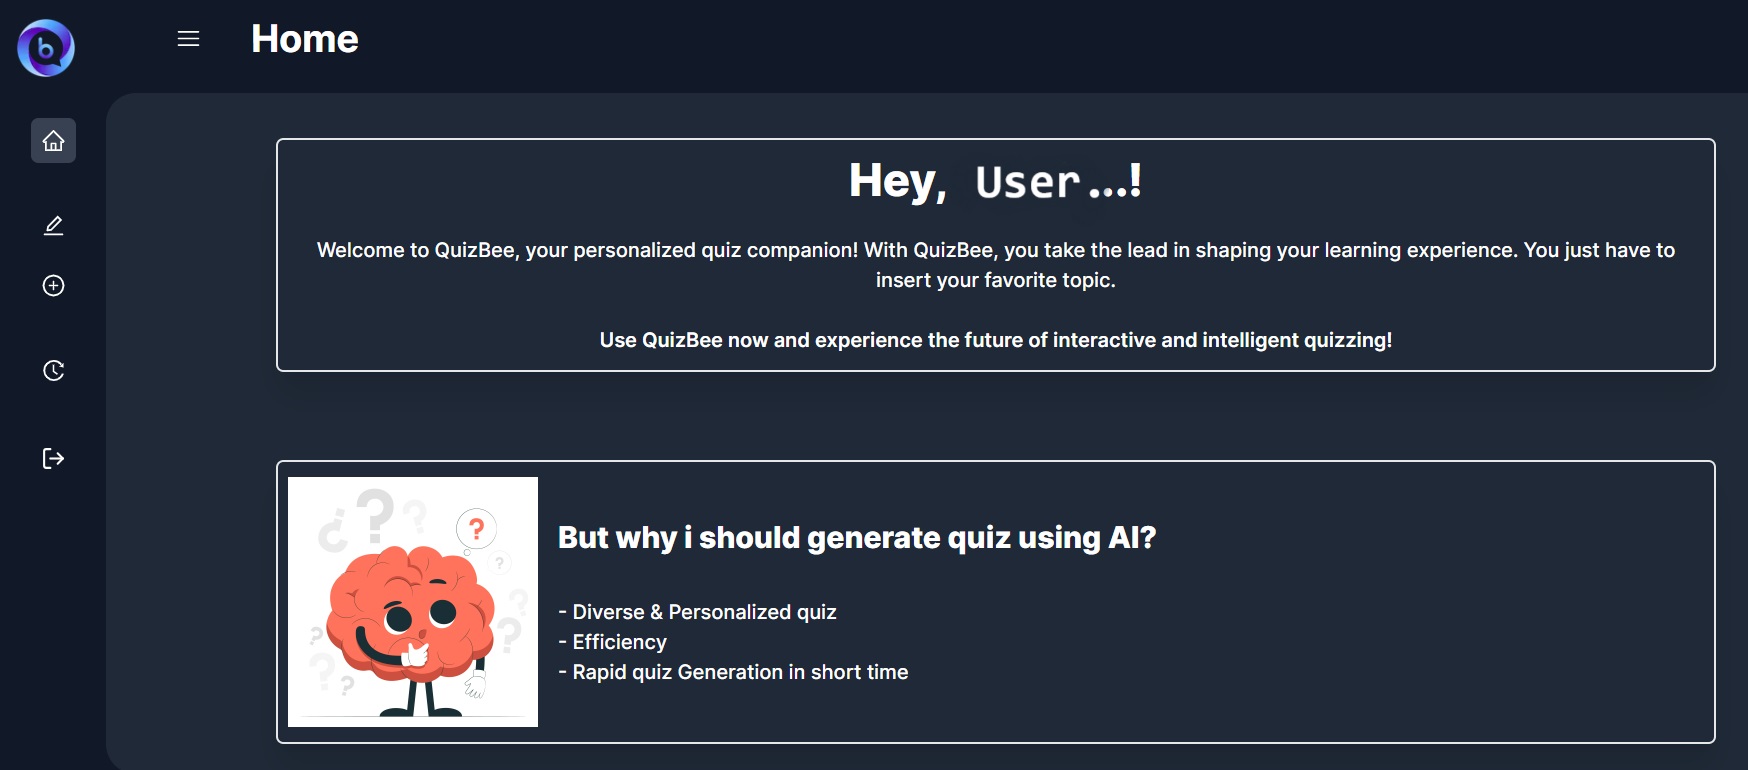 b
Home
Hey, User...!
Welcome to QuizBee, your personalized quiz companion! With QuizBee, you take the lead in shaping your learning experience. You just have to
insert your favorite topic.
Use QuizBee now and experience the future of interactive and intelligent quizzing!
But why i should generate quiz using AI?
- Diverse & Personalized quiz
- Efficiency
- Rapid quiz Generation in short time